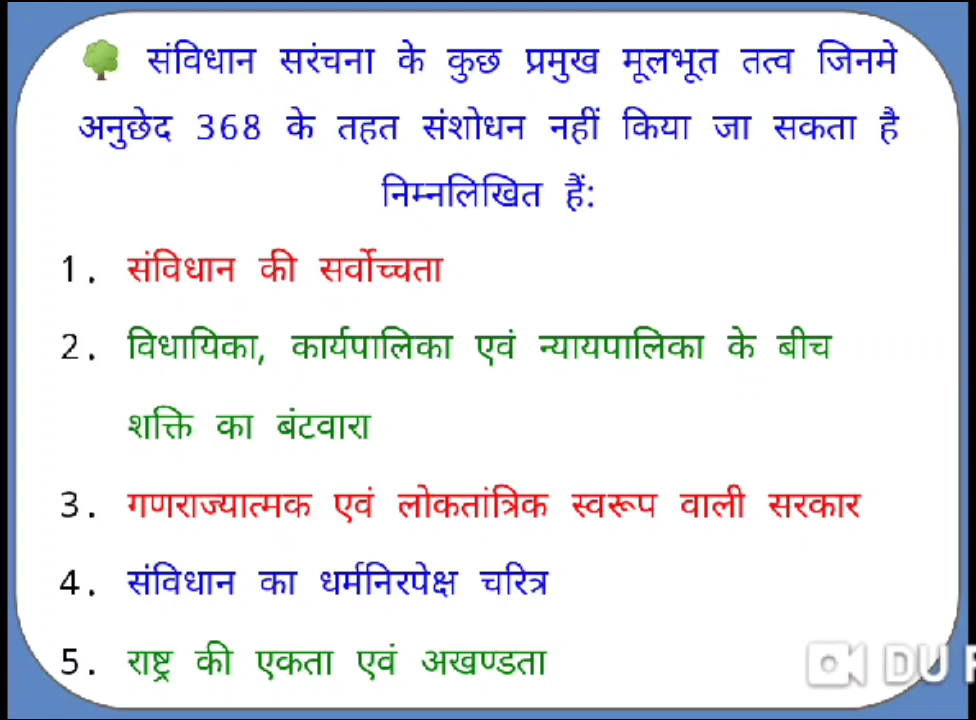 संविधान सरंचना के कुछ प्रमुख मूलभूत तत्व जिनमे
अनुछेद 368 के तहत संशोधन नहीं किया जा सकता है
निम्नलिखित हैं:
1. संविधान की सर्वोच्चता
2. विधायिका, कार्यपालिका एवं न्यायपालिका के बीच
शक्ति का बंटवारा
3. गणराज्यात्मक एवं लोकतांत्रिक स्वरूप वाली सरकार
4. संविधान का धर्मनिरपेक्ष चरित्र
5. राष्ट्र की एकता एवं अखण्डता
DU